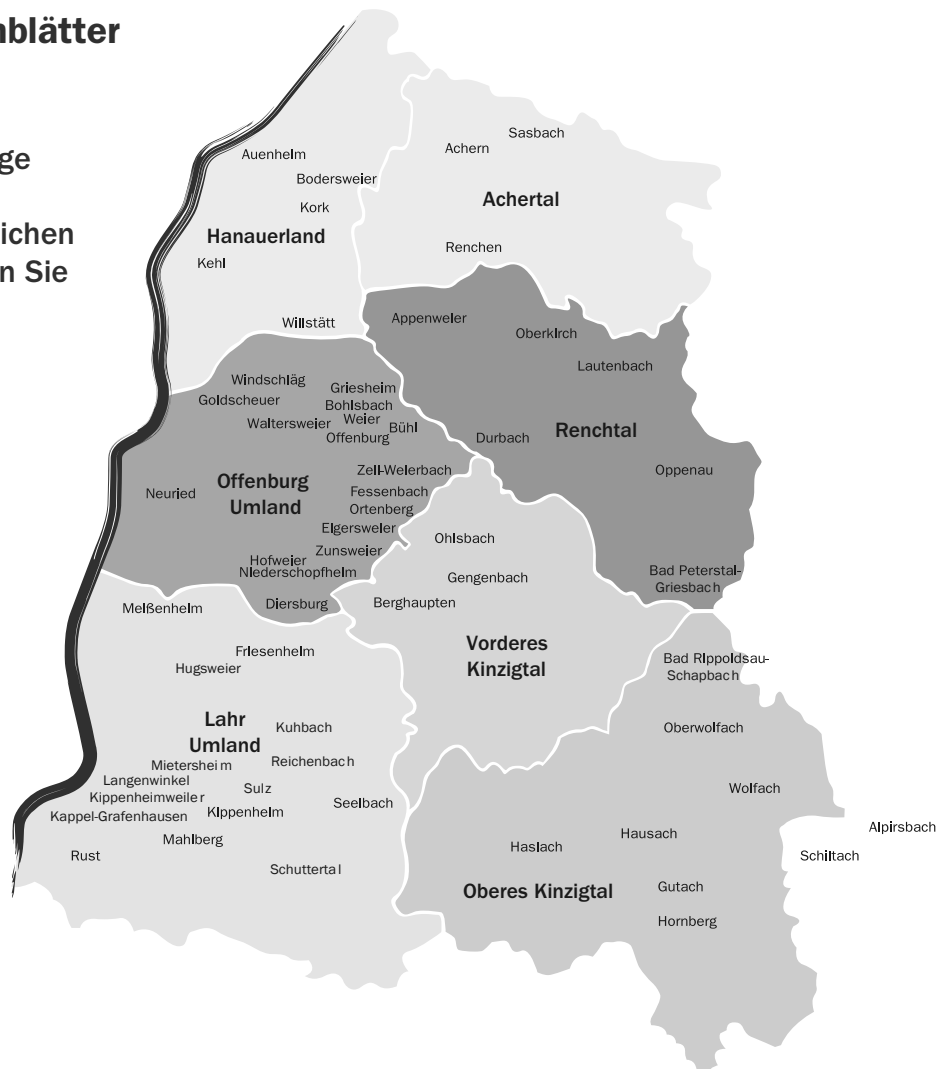 nblätter
ge
ichen
n Sie
Auenheim
Bodersweier
Kork
Hanauerland
Kehl
Willstätt
Sasbach
Achern
Achertal
Renchen
Appenweier
Oberkirch
Lautenbach
Durbach
Renchtal
Oppenau
Bad Peterstal-
Griesbach
Windschläg
Griesheim
Goldscheuer
Bohlsbach
Waltersweier
Weier
Bühl
Offenburg
Zell-Weierbach
Neuried
Offenburg
Umland
Fessenbach
Ortenberg
Elgersweier
Zunsweier
Hofweier
Niederschopfheim
Diersburg
Ohlsbach
Gengenbach
Berghaupten
Vorderes
Kinzigtal
Meißenheim
Friesenheim
Hugsweier
Lahr
Umland
Kuhbach
Mietersheim
Reichenbach
Langenwinkel
Sulz
Kippenheimweiler
Seelbach
Kappel-Grafenhausen
Kippenheim
Mahlberg
Rust
Schuttertal
Bad Rippoldsau-
Schapbach
Oberwolfach
Wolfach
Alpirsbach
Schiltach
Hausach
Haslach
Oberes Kinzigtal
Gutach
Hornberg